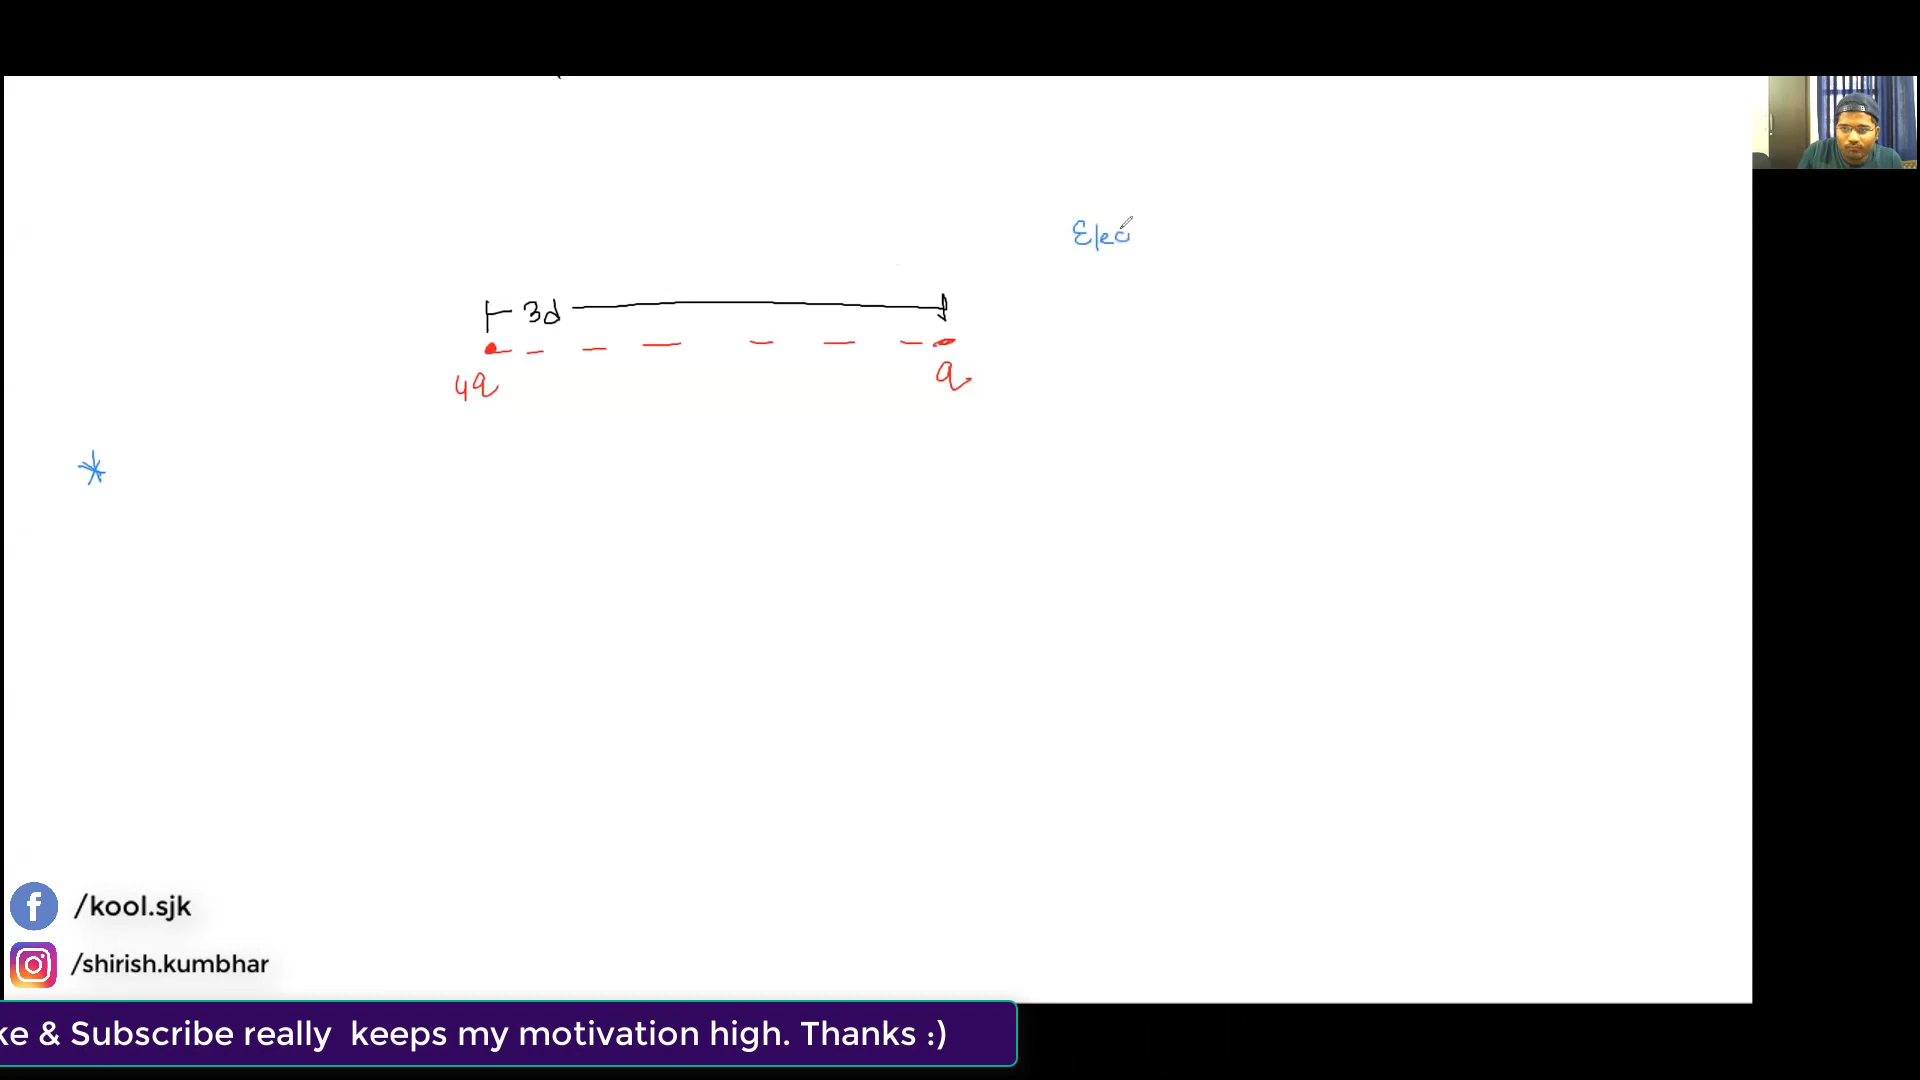 Elec
3d
4q
q
*
/kool.sjk
/shirish.kumbhar
ke & Subscribe really keeps my motivation high. Thanks :)